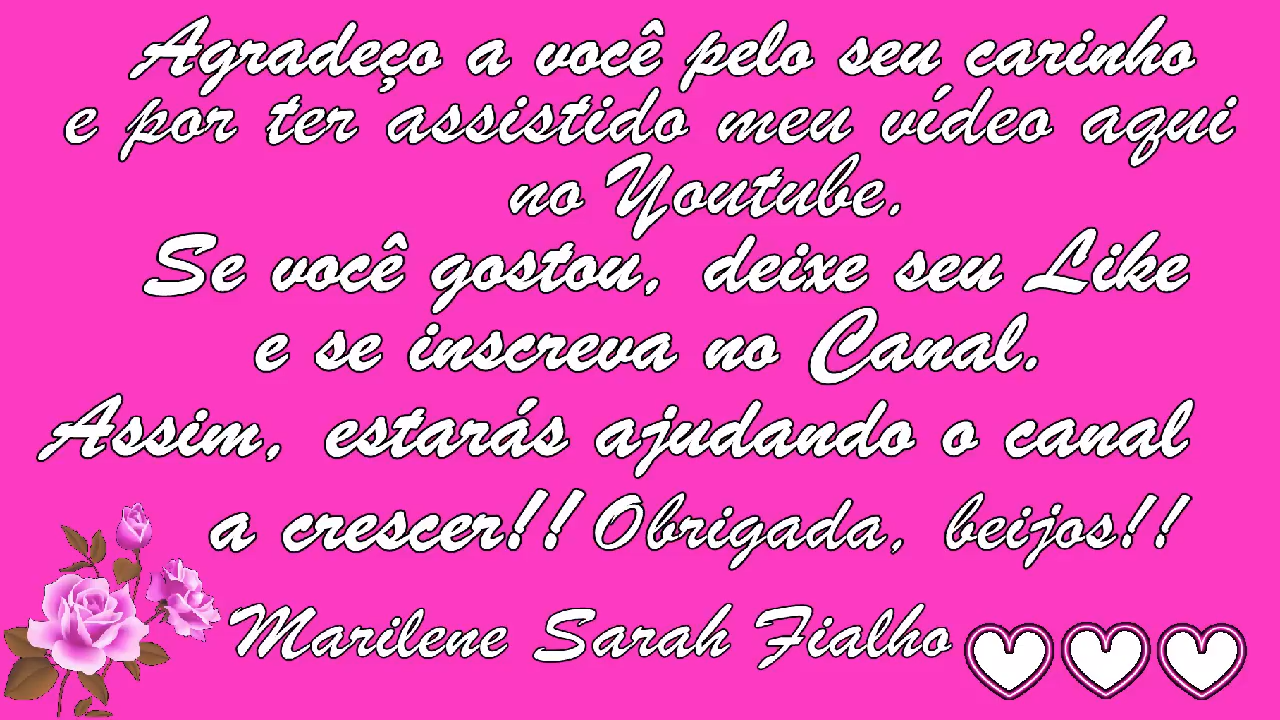 Agradeço a você pelo seu carinho
e por ter assistido meu vídeo aqui
no Youtube.
Se você gostou, deixe seu Like
e se inscreva no Canal.
Assim, estarás ajudando o canal
a crescer!! Obrigada, beijos!!
Marilene Sarah Fialho